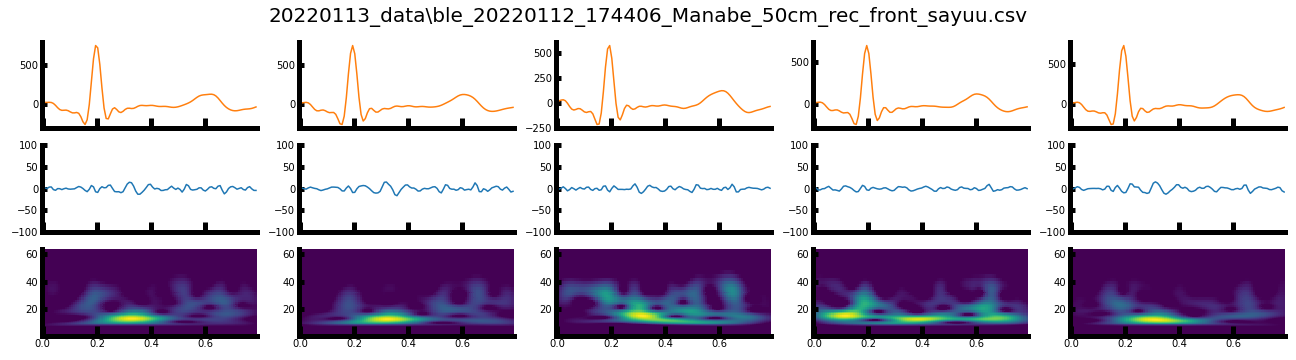 20220113_data\ble_20220112_174406_Manabe_50cm_rec_front_sayuu.csv
500 500 500 500 500
250
0 0 0 0 0
−250
100 100 100 100 100
50 50 50 50 50
0 0 0 0 0
−50 −50 −50 −50 −50
−100 −100 −100 −100 −100
60 60 60 60 60
40 40 40 40 40
20 20 20 20 20
0.0 0.2 0.4 0.6 0.0 0.2 0.4 0.6 0.0 0.2 0.4 0.6 0.0 0.2 0.4 0.6 0.0 0.2 0.4 0.6